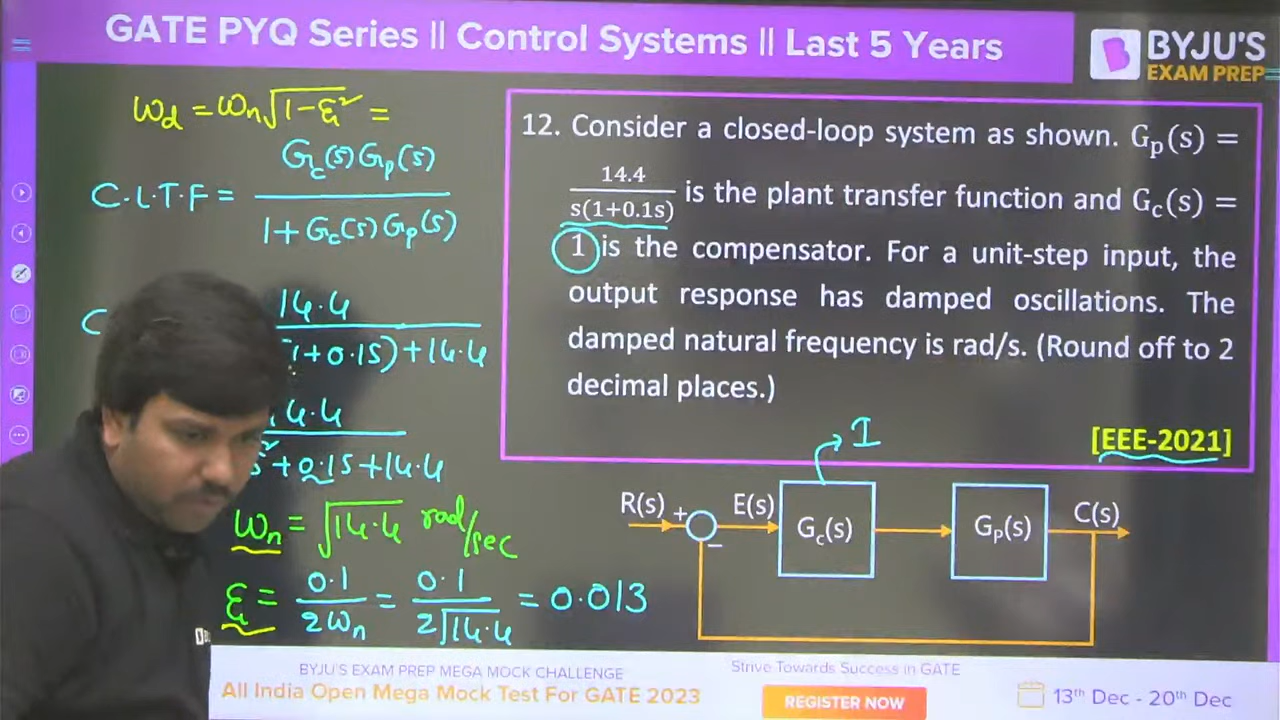 GATE PYQ Series || Control Systems || Last 5 Years
BYJU'S
EXAM PREP
ωd = ωn√1-ξ² =
C.L.T.F = Gc(s)Gp(s) / 1+Gc(s)Gp(s)
C
14.4
1+0.1s)+14.4
4.4
s²+0.1s+14.4
ωn = √14.4 rad/sec
ξ = 0.1/2ωn = 0.1/2√14.4 = 0.013
12. Consider a closed-loop system as shown. Gp(s) =
14.4/s(1+0.1s) is the plant transfer function and Gc(s) =
1 is the compensator. For a unit-step input, the
output response has damped oscillations. The
damped natural frequency is rad/s. (Round off to 2
decimal places.)
[EEE-2021]
1
R(s) + E(s) Gc(s) Gp(s) C(s)
−
BYJU'S EXAM PREP MEGA MOCK CHALLENGE
All India Open Mega Mock Test For GATE 2023
Strive Towards Success in GATE
REGISTER NOW
13th Dec - 20th Dec